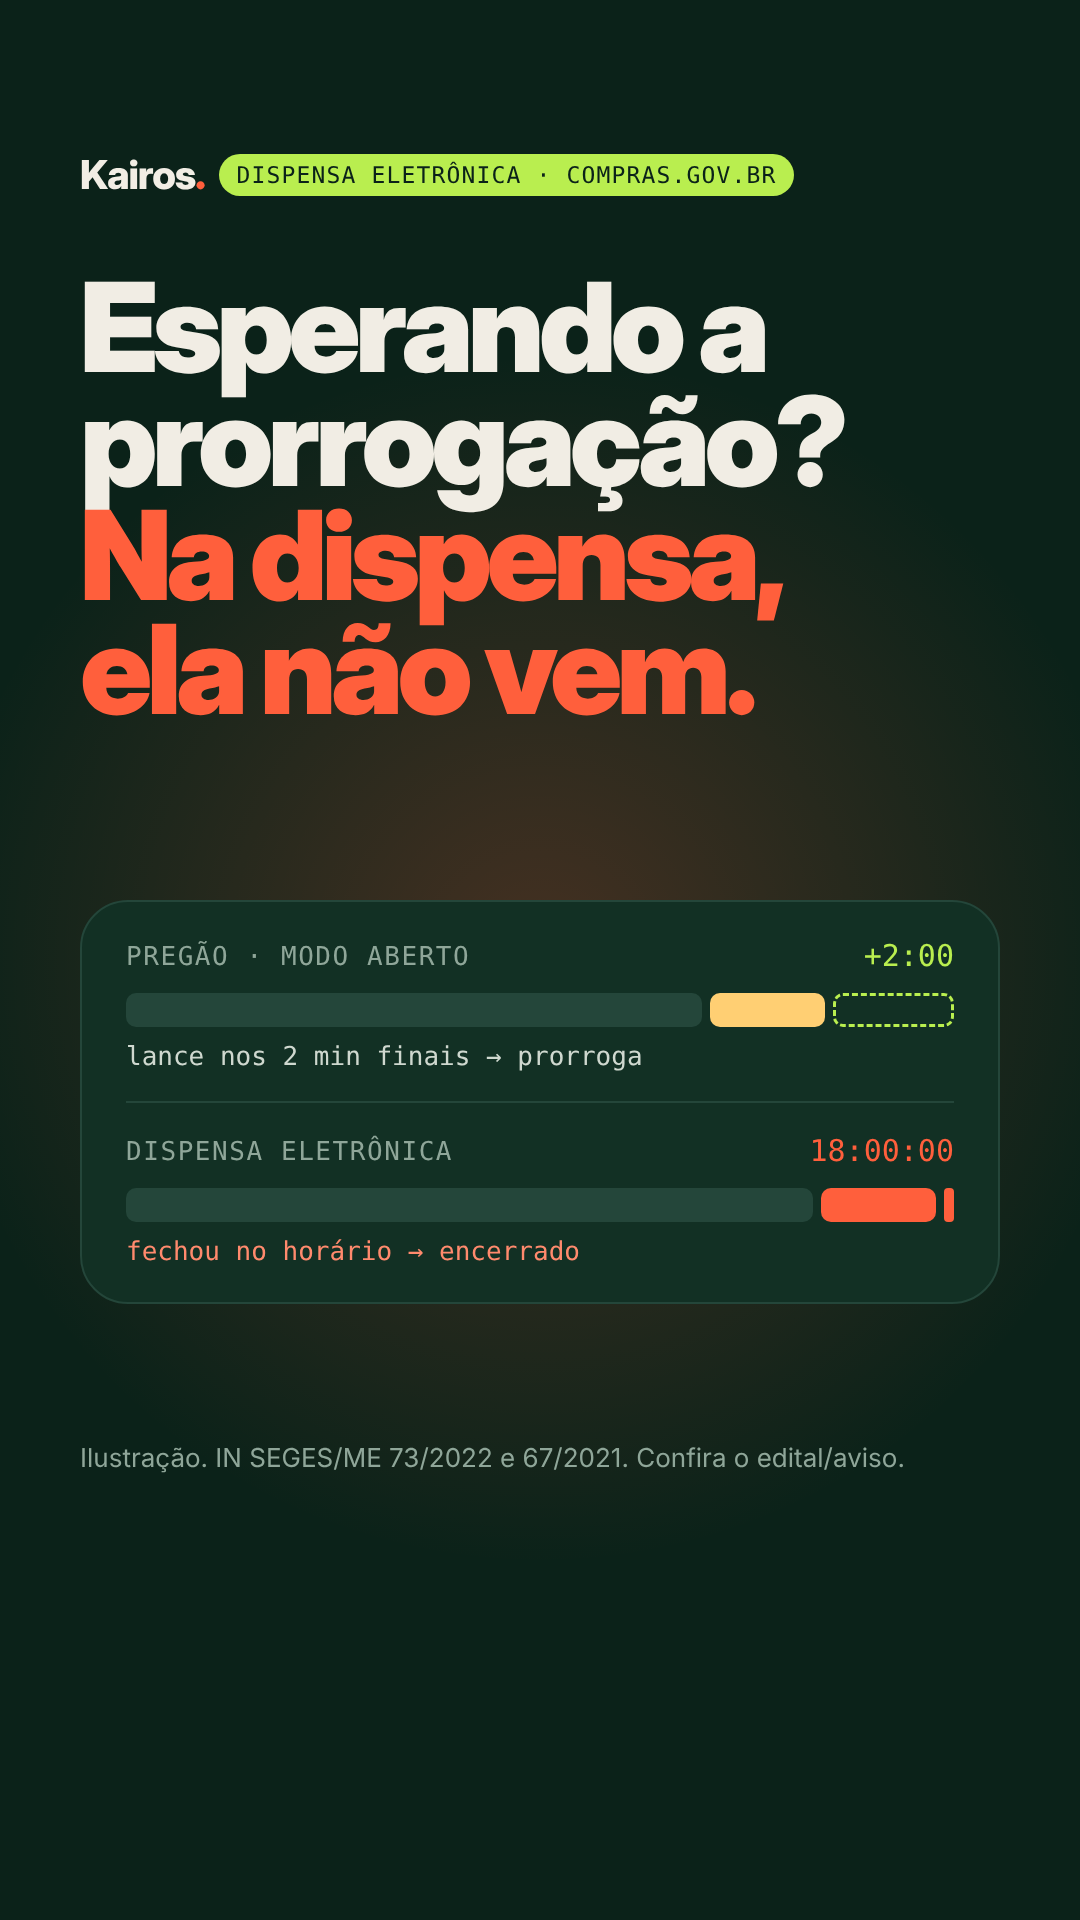 Kairos. DISPENSA ELETRÔNICA · COMPRAS.GOV.BR
Esperando a
prorrogação?
Na dispensa,
ela não vem.
PREGÃO · MODO ABERTO +2:00
lance nos 2 min finais → prorroga
DISPENSA ELETRÔNICA 18:00:00
fechou no horário → encerrado
Ilustração. IN SEGES/ME 73/2022 e 67/2021. Confira o edital/aviso.